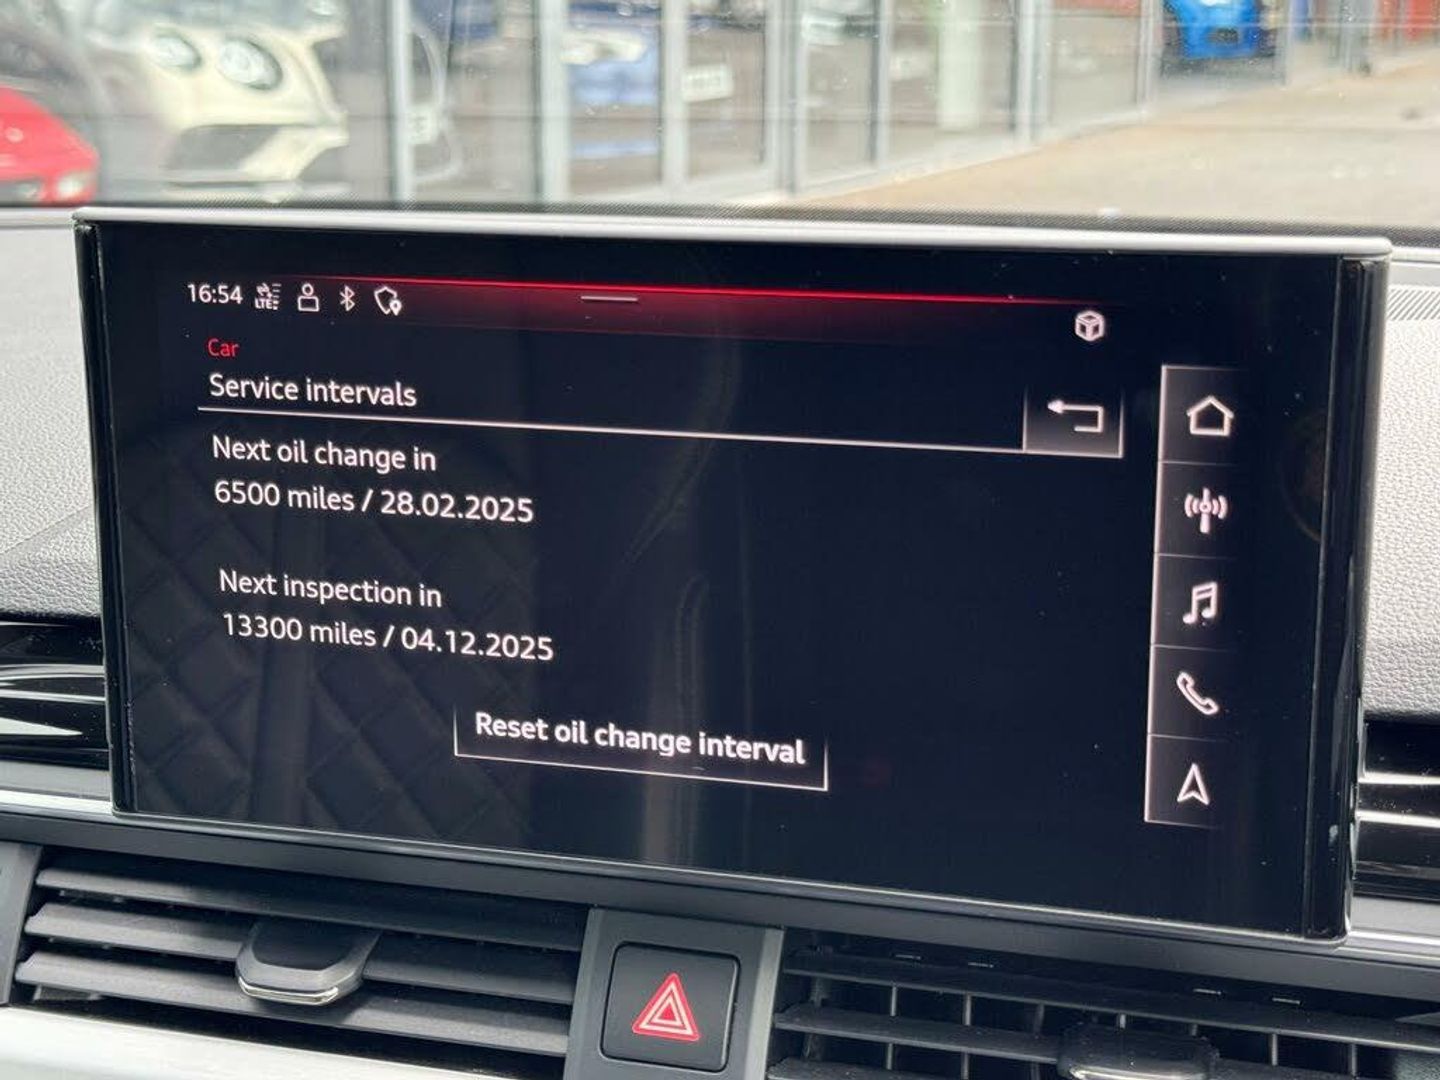 16:54 LTE
Car
Service intervals
Next oil change in
6500 miles / 28.02.2025
Next inspection in
13300 miles / 04.12.2025
Reset oil change interval